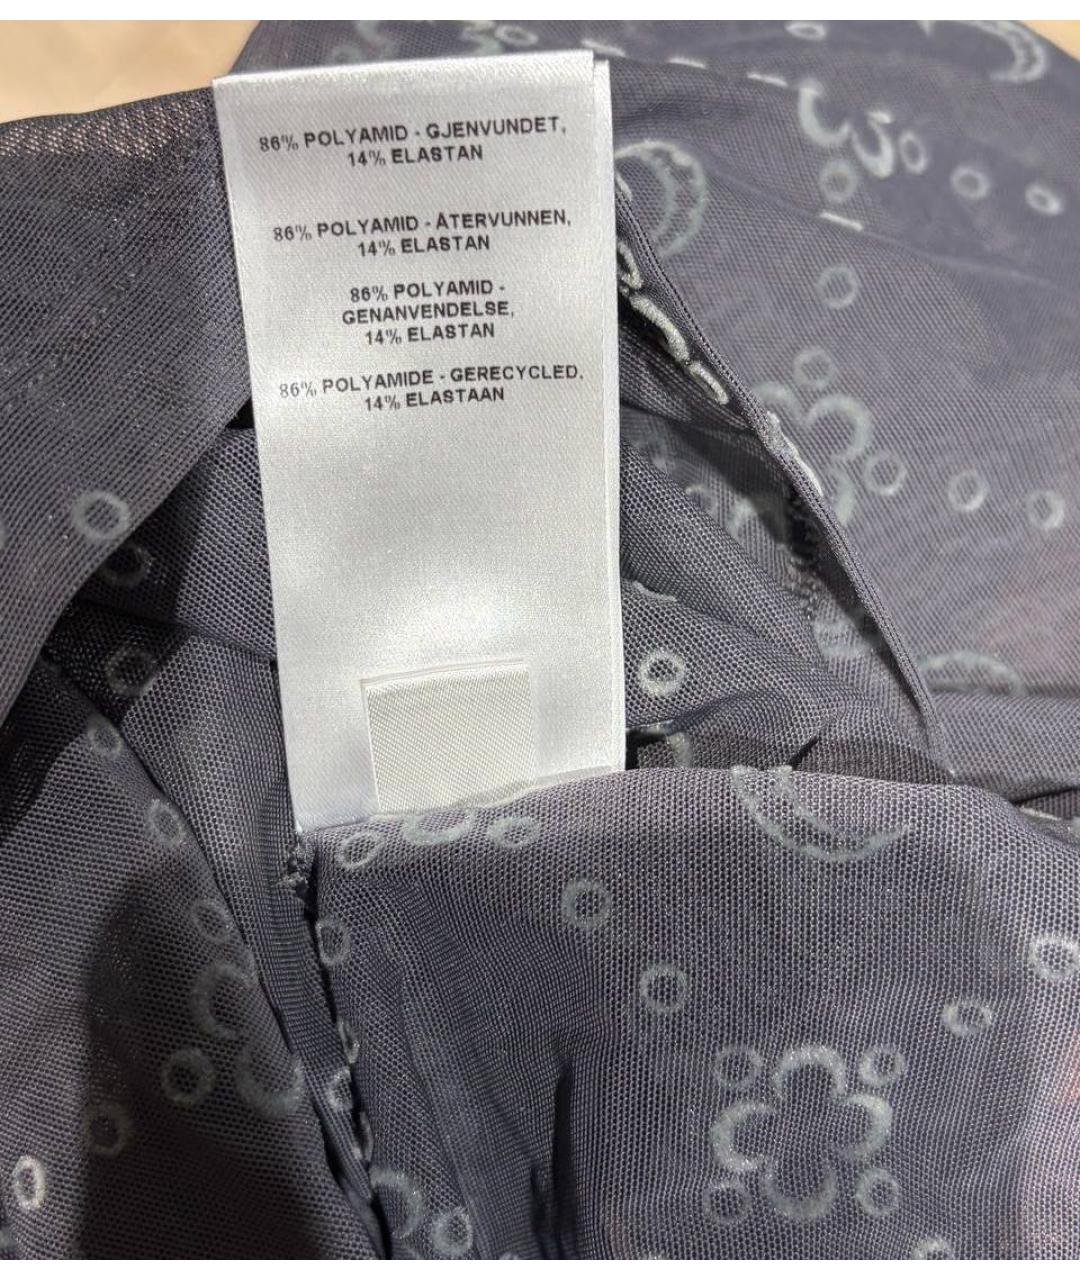 86% POLYAMID - GJENVUNDET,
14% ELASTAN
86% POLYAMID - ÅTERVUNNEN,
14% ELASTAN
86% POLYAMID -
GENANVENDELSE,
14% ELASTAN
86% POLYAMIDE - GERECYCLED,
14% ELASTAAN